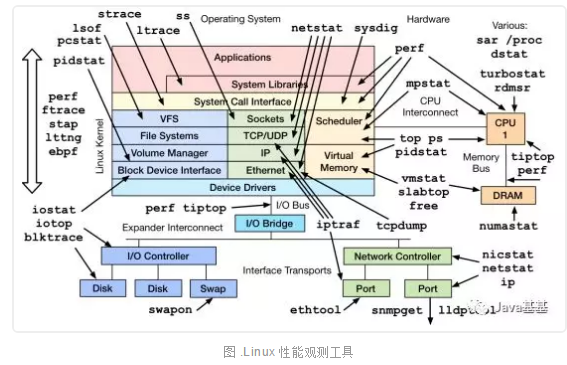 strace
ss
Operating System
Hardware
Various:
lsof
ltrace
netstat
sysdig
sar /proc
pcstat
dstat
pidstat
Applications
perf
turbostat
System Libraries
rdmsr
System Call Interface
mpstat
perf
ftrace
stap
lttng
ebpf
Linux Kernel
VFS
Sockets
Scheduler
File Systems
TCP/UDP
Volume Manager
IP
Virtual
Memory
Block Device Interface
Ethernet
Device Drivers
CPU
Interconnect
CPU
1
top ps
pidstat
Memory
Bus
tiptop
perf
vmstat
slabtop
free
DRAM
numastat
iostat
iotop
blktrace
perf tiptop
I/O Bus
I/O Bridge
iptraf
tcpdump
Expander Interconnect
I/O Controller
Network Controller
nicstat
netstat
ip
Disk
Disk
Swap
Interface Transports
Port
Port
swapon
ethtool
snmpget
lldptool
Java基基
图 .Linux 性能观测工具